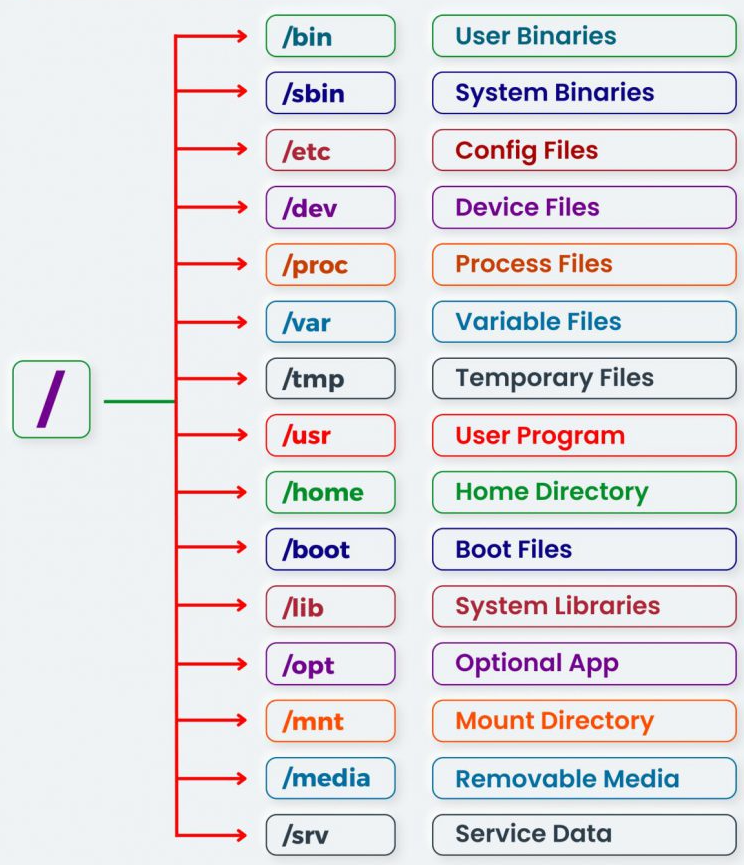 /bin User Binaries
/sbin System Binaries
/etc Config Files
/dev Device Files
/proc Process Files
/var Variable Files
/tmp Temporary Files
/
/usr User Program
/home Home Directory
/boot Boot Files
/lib System Libraries
/opt Optional App
/mnt Mount Directory
/media Removable Media
/srv Service Data